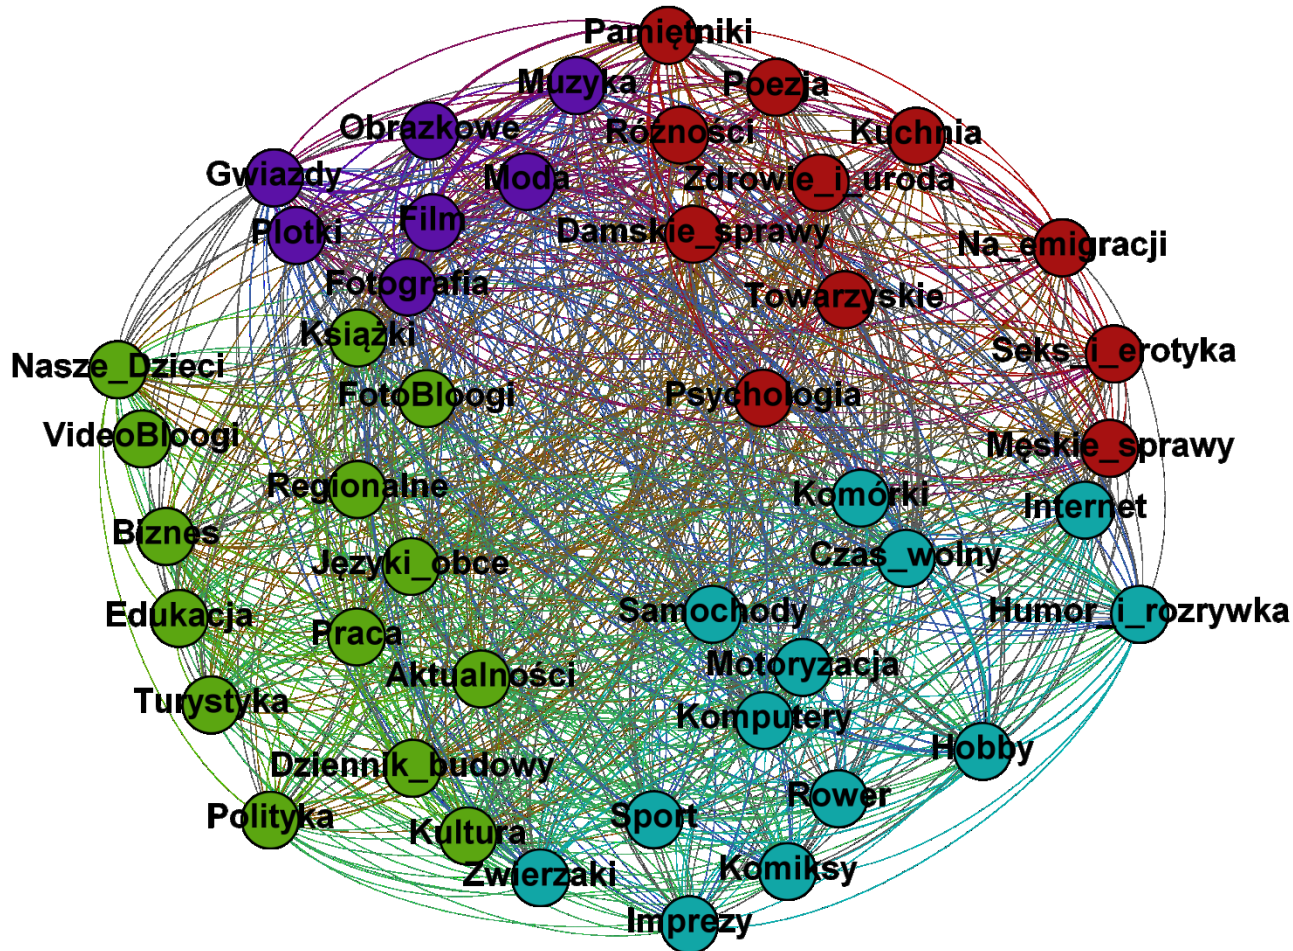 Pamiętniki
Muzyka
Poezja
Obrazkowe
Różności
Kuchnia
Gwiazdy
Moda
Zdrowie_i_uroda
Plotki
Film
Damskie_sprawy
Na_emigracji
Fotografia
Towarzyskie
Książki
Seks_i_erotyka
Nasze_Dzieci
FotoBloogi
Psychologia
VideoBloogi
Męskie_sprawy
Regionalne
Komórki
Internet
Biznes
Języki_obce
Czas_wolny
Edukacja
Praca
Samochody
Humor_i_rozrywka
Aktualności
Motoryzacja
Turystyka
Komputery
Hobby
Dziennik_budowy
Rower
Polityka
Kultura
Sport
Zwierzaki
Komiksy
Imprezy